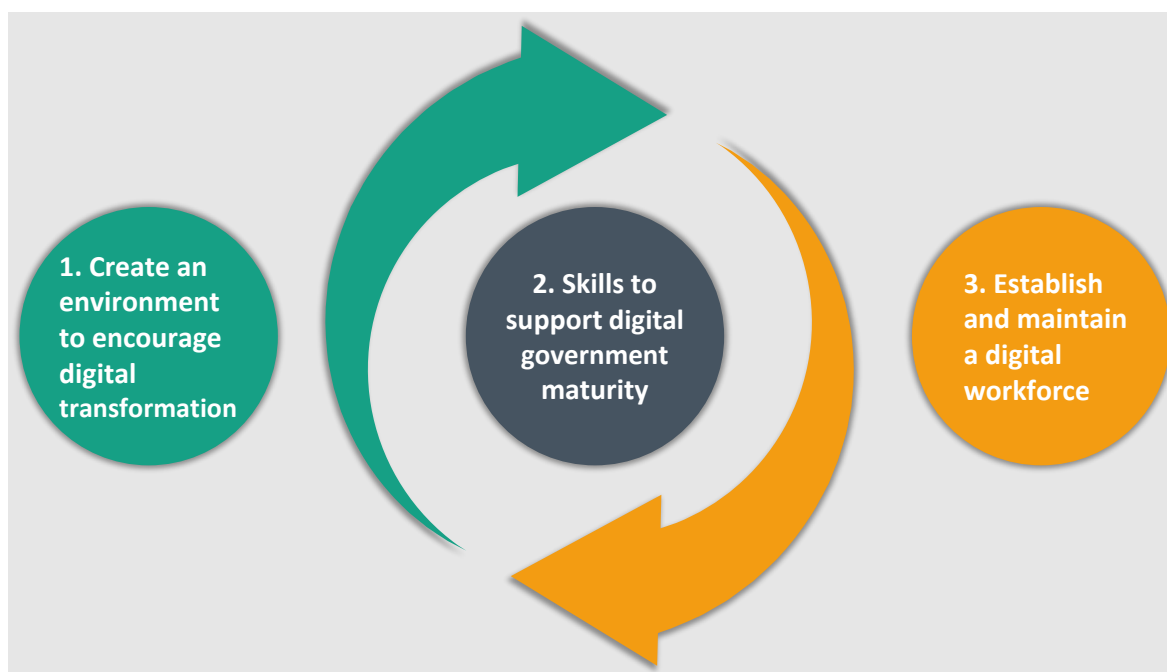 1. Create an
environment
to encourage
digital
transformation
2. Skills to
support digital
government
maturity
3. Establish
and maintain
a digital
workforce